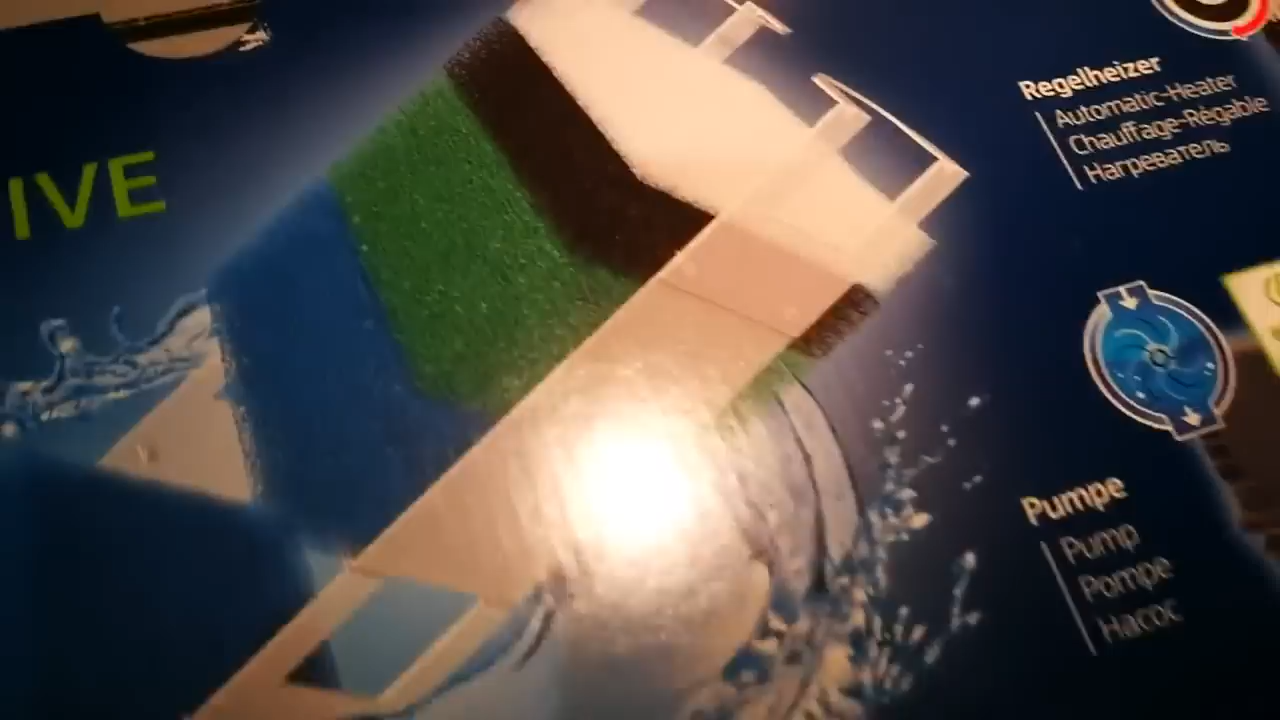 IVE
Regelheizer
Automatic-Heater
Chauffage-Régable
Нагреватель
Pumpe
Pump
Pompe
Насос